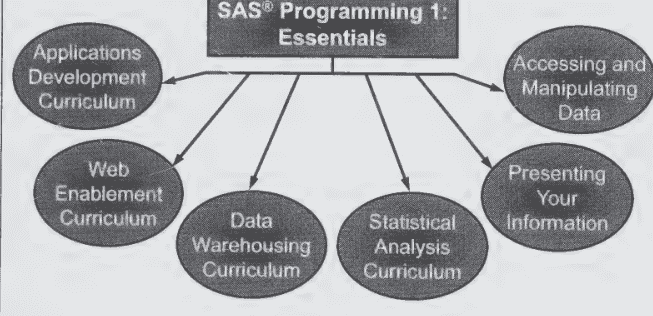 SAS® Programming 1:
Essentials
Applications
Development
Curriculum
Web
Enablement
Curriculum
Data
Warehousing
Curriculum
Statistical
Analysis
Curriculum
Presenting
Your
Information
Accessing and
Manipulating
Data